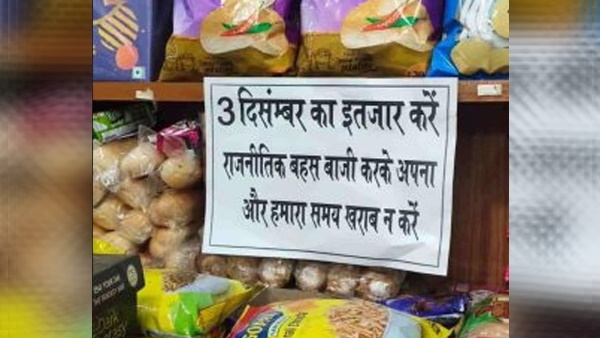 3 दिसंम्बर का इतजार करें
राजनीतिक बहस बाजी करके अपना
और हमारा समय खराब न करें